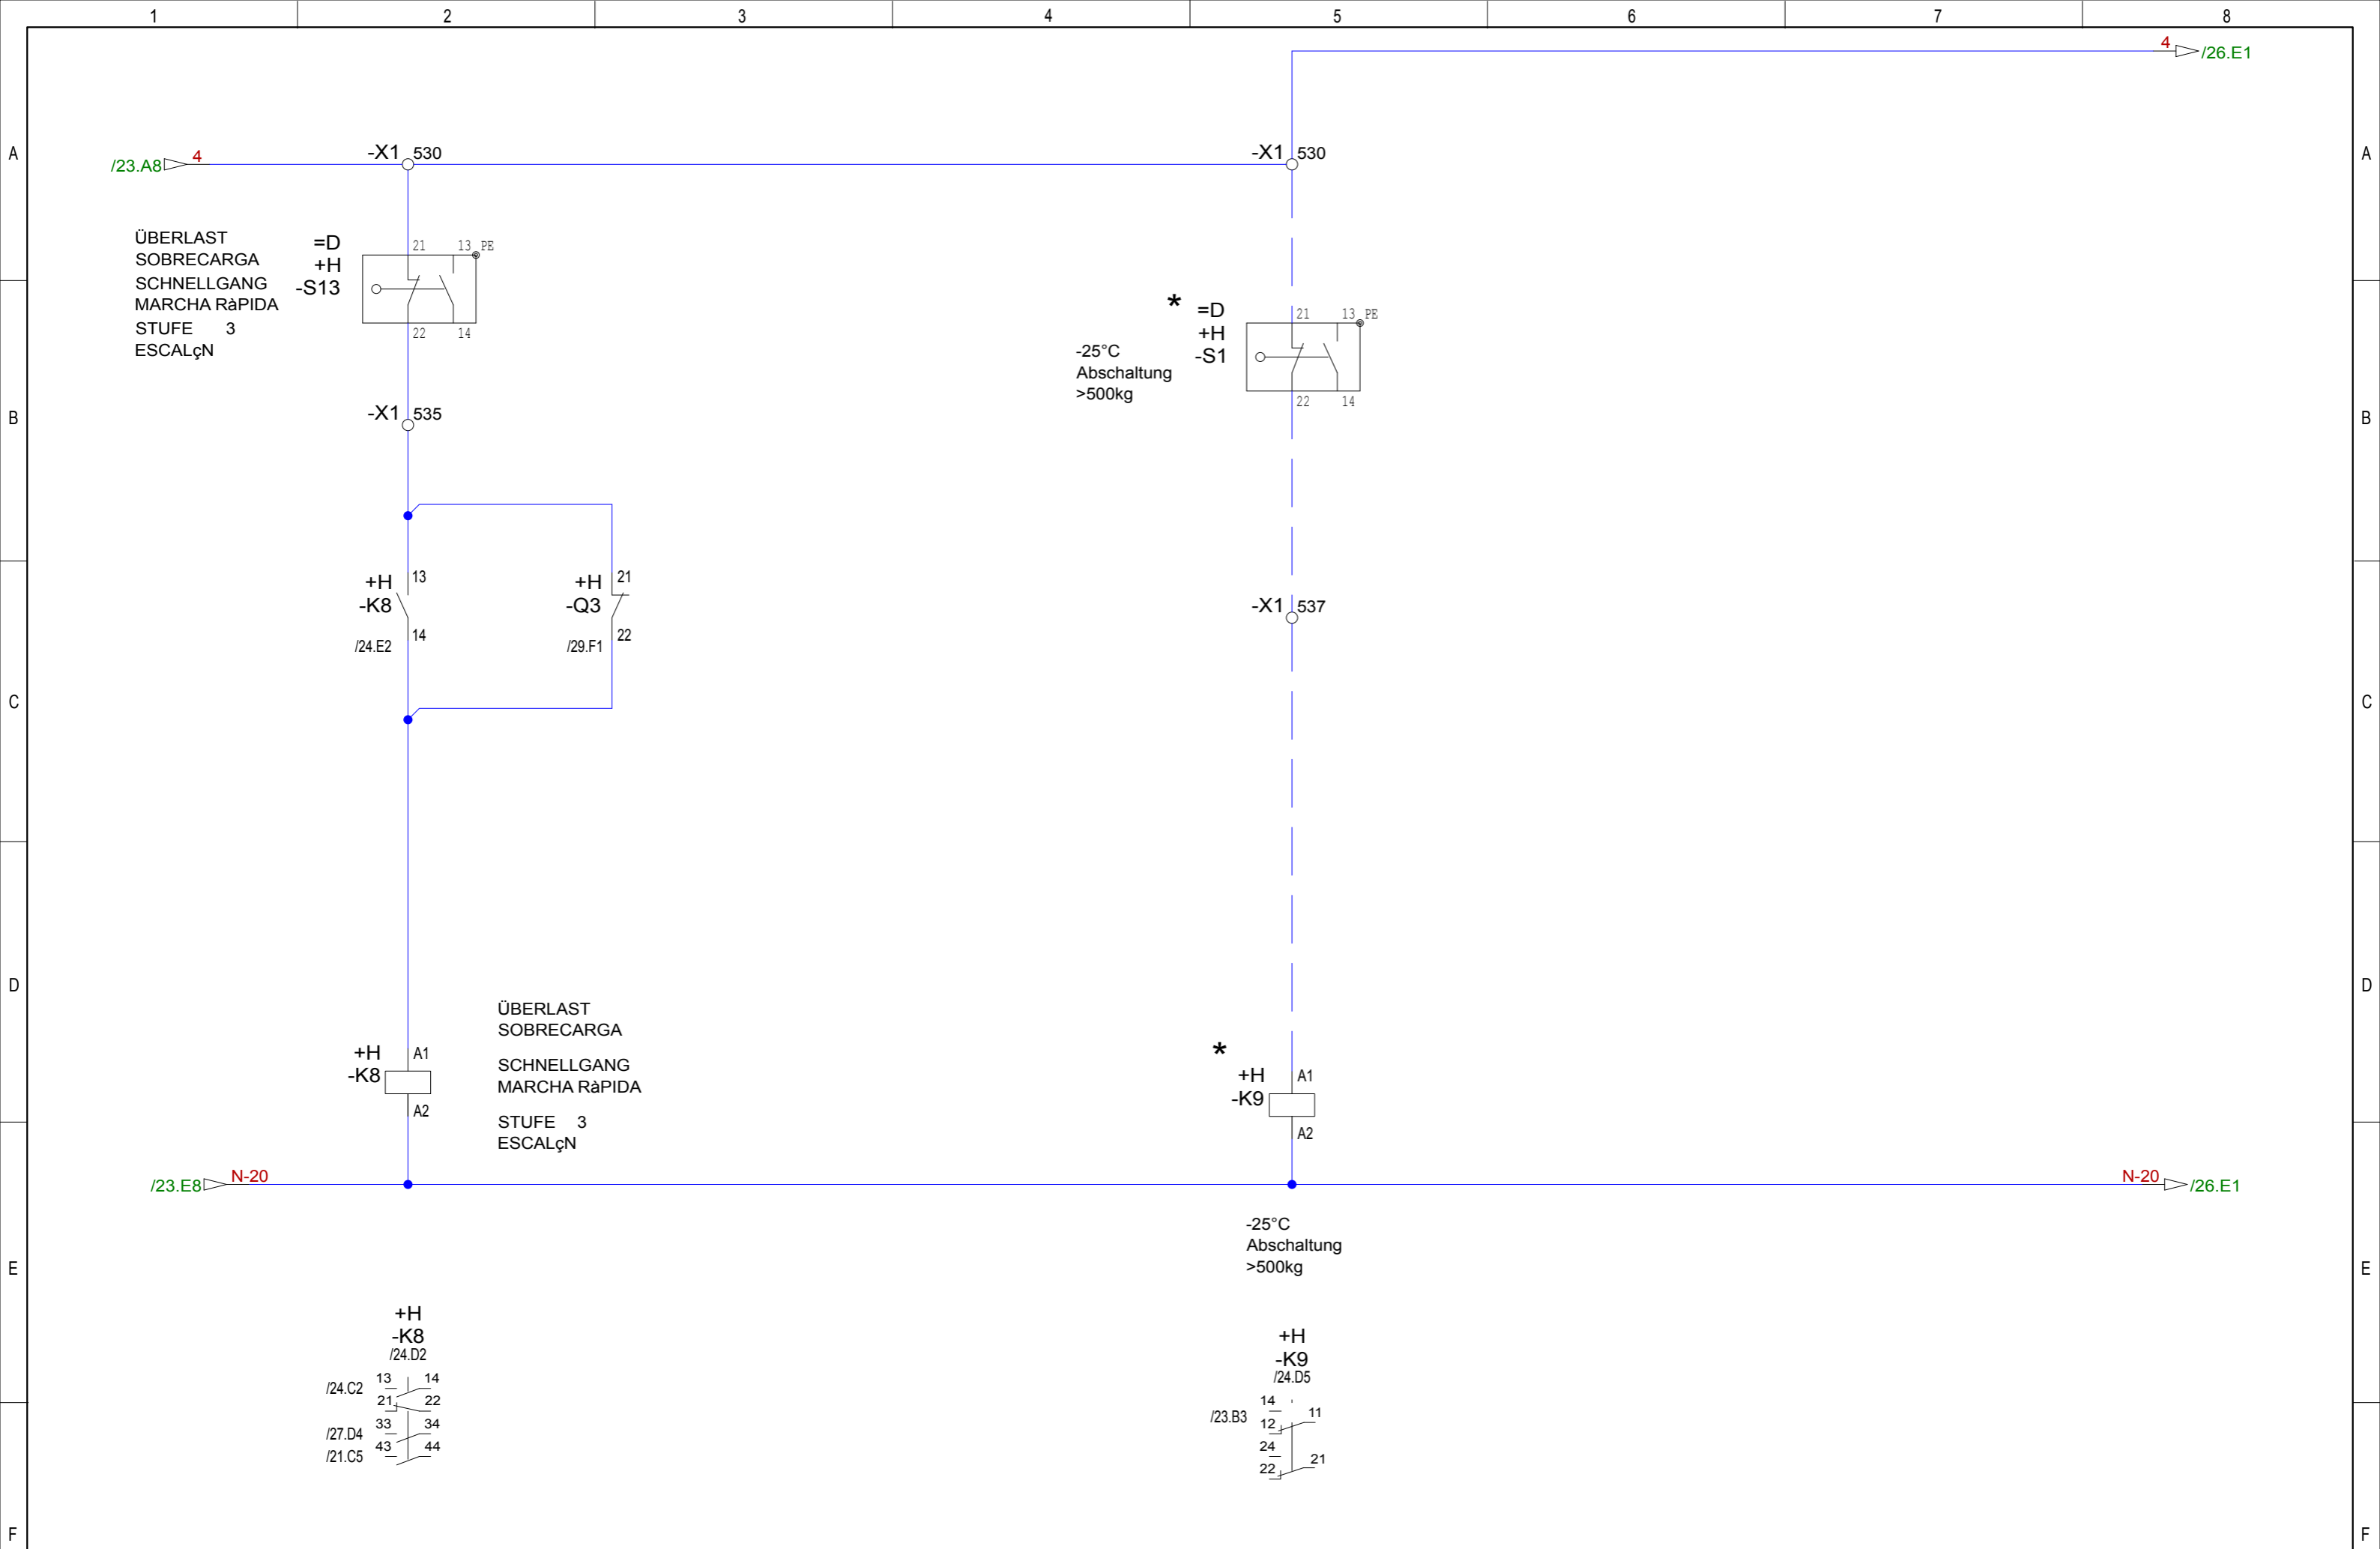 1 2 3 4 5 6 7 8
4 /26.E1
A A
/23.A8 4 -X1 530 -X1 530
ÜBERLAST
SOBRECARGA
SCHNELLGANG
MARCHA RàPIDA
STUFE 3
ESCALçN
=D
+H
-S13
21 13 PE
22 14
*
=D
+H
-S1
21 13 PE
22 14
-25°C
Abschaltung
>500kg
B B
-X1 535
+H
-K8
/24.E2
13
14
+H
-Q3
/29.F1
21
22
-X1 537
C C
D D
ÜBERLAST
SOBRECARGA
SCHNELLGANG
MARCHA RàPIDA
STUFE 3
ESCALçN
+H
-K8
A1
A2
*
+H
-K9
A1
A2
/23.E8 N-20 N-20 /26.E1
-25°C
Abschaltung
>500kg
E E
+H
-K8
/24.D2
/24.C2 13 14
21 22
/27.D4 33 34
/21.C5 43 44
+H
-K9
/24.D5
14
/23.B3 12 11
24
22 21
F F